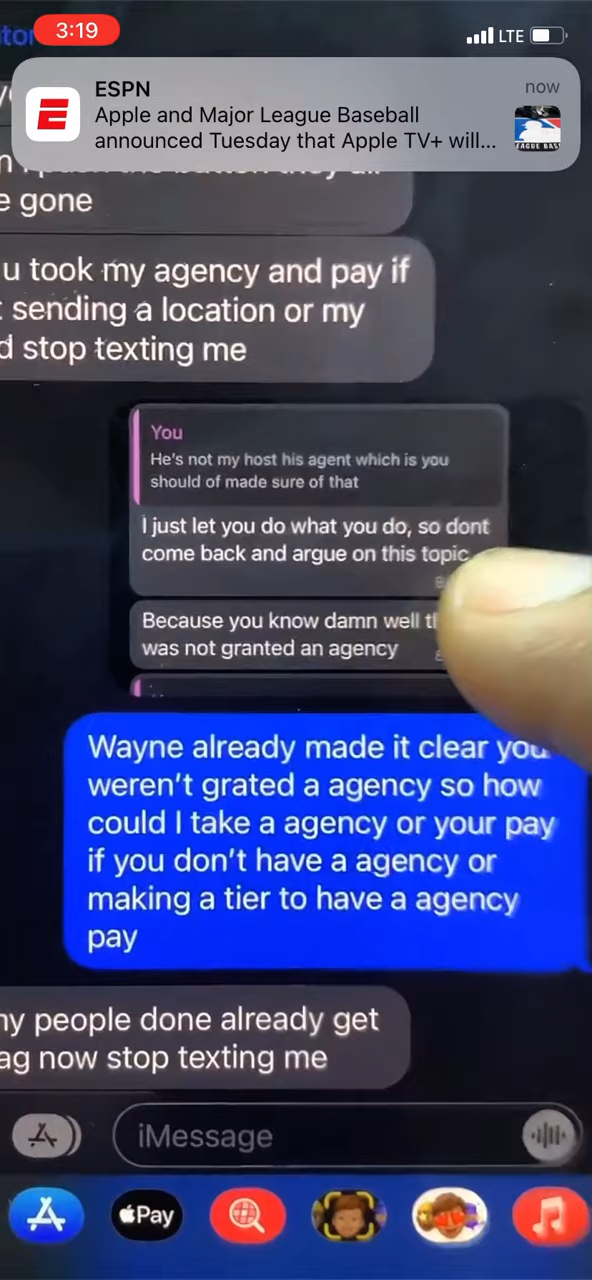 3:19
LTE
ESPN
now
Apple and Major League Baseball
announced Tuesday that Apple TV+ will...
e gone
u took my agency and pay if
sending a location or my
d stop texting me
You
He's not my host his agent which is you
should of made sure of that
I just let you do what you do, so dont
come back and argue on this topic
Because you know damn well
was not granted an agency
Wayne already made it clear you
weren't grated a agency so how
could I take a agency or your pay
if you don't have a agency or
making a tier to have a agency
pay
my people done already get
ag now stop texting me
iMessage
Pay